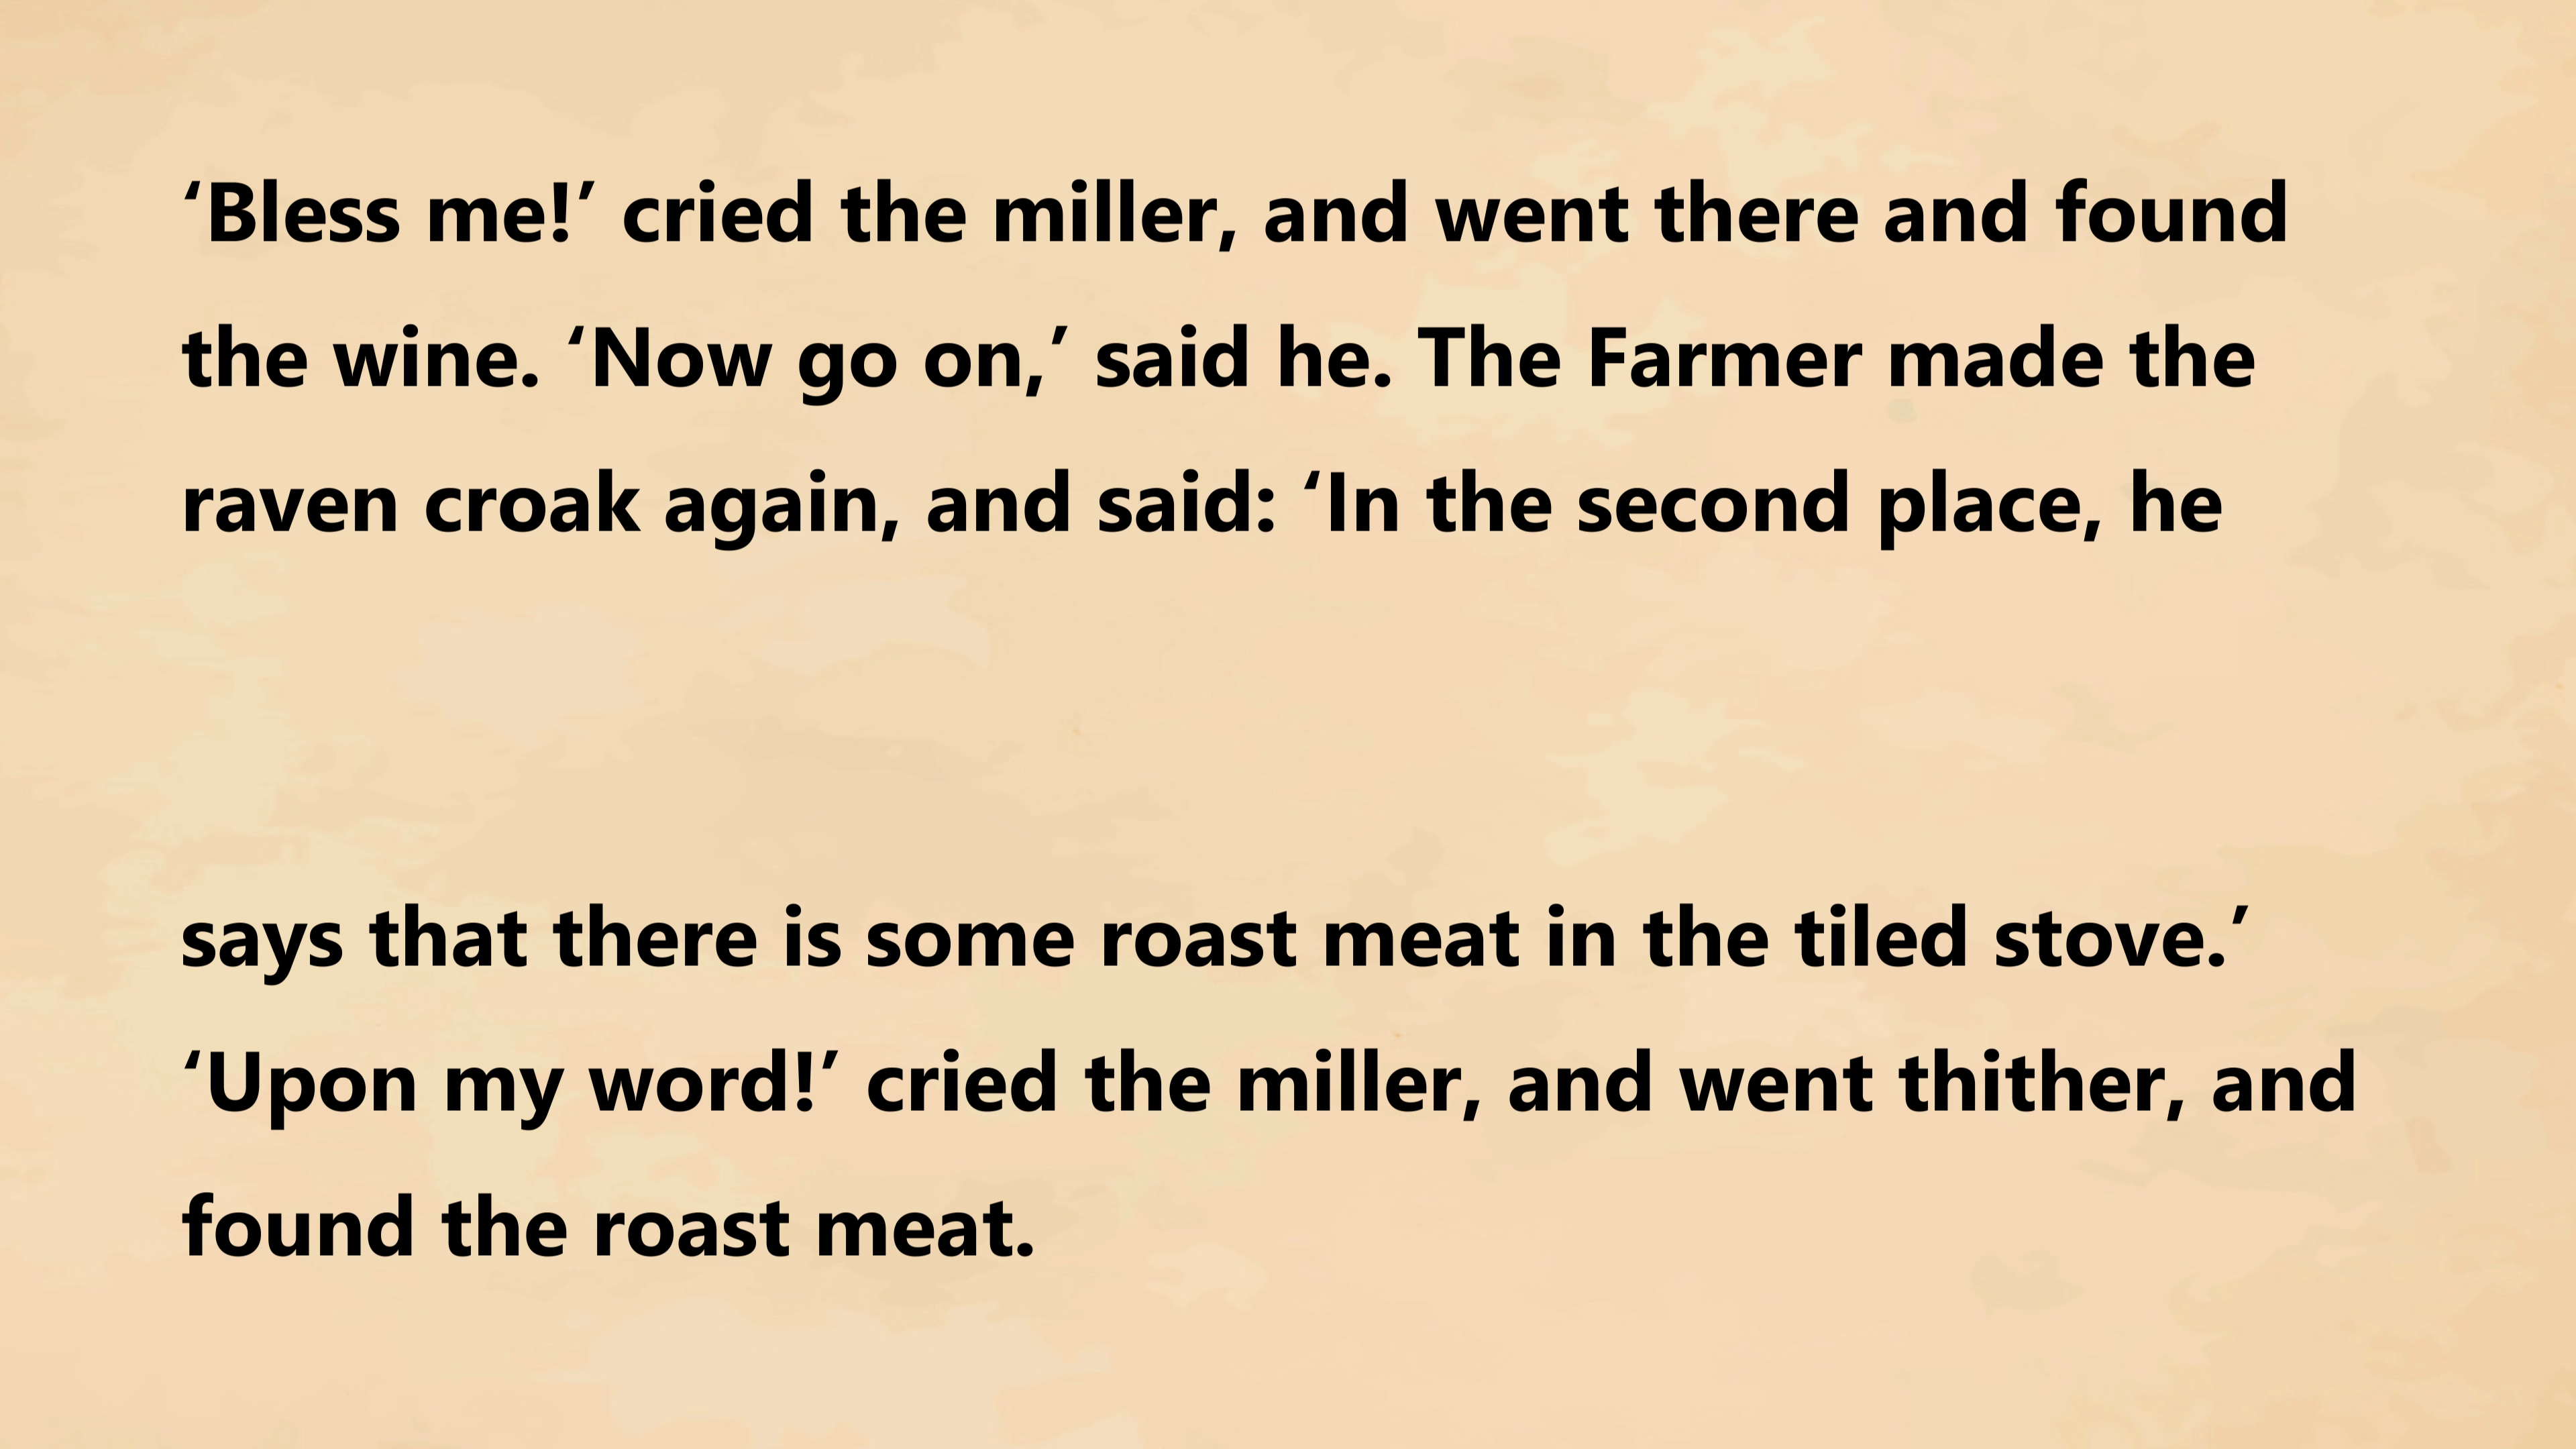 ‘Bless me!’ cried the miller, and went there and found
the wine. ‘Now go on,’ said he. The Farmer made the
raven croak again, and said: ‘In the second place, he
says that there is some roast meat in the tiled stove.’
‘Upon my word!’ cried the miller, and went thither, and
found the roast meat.